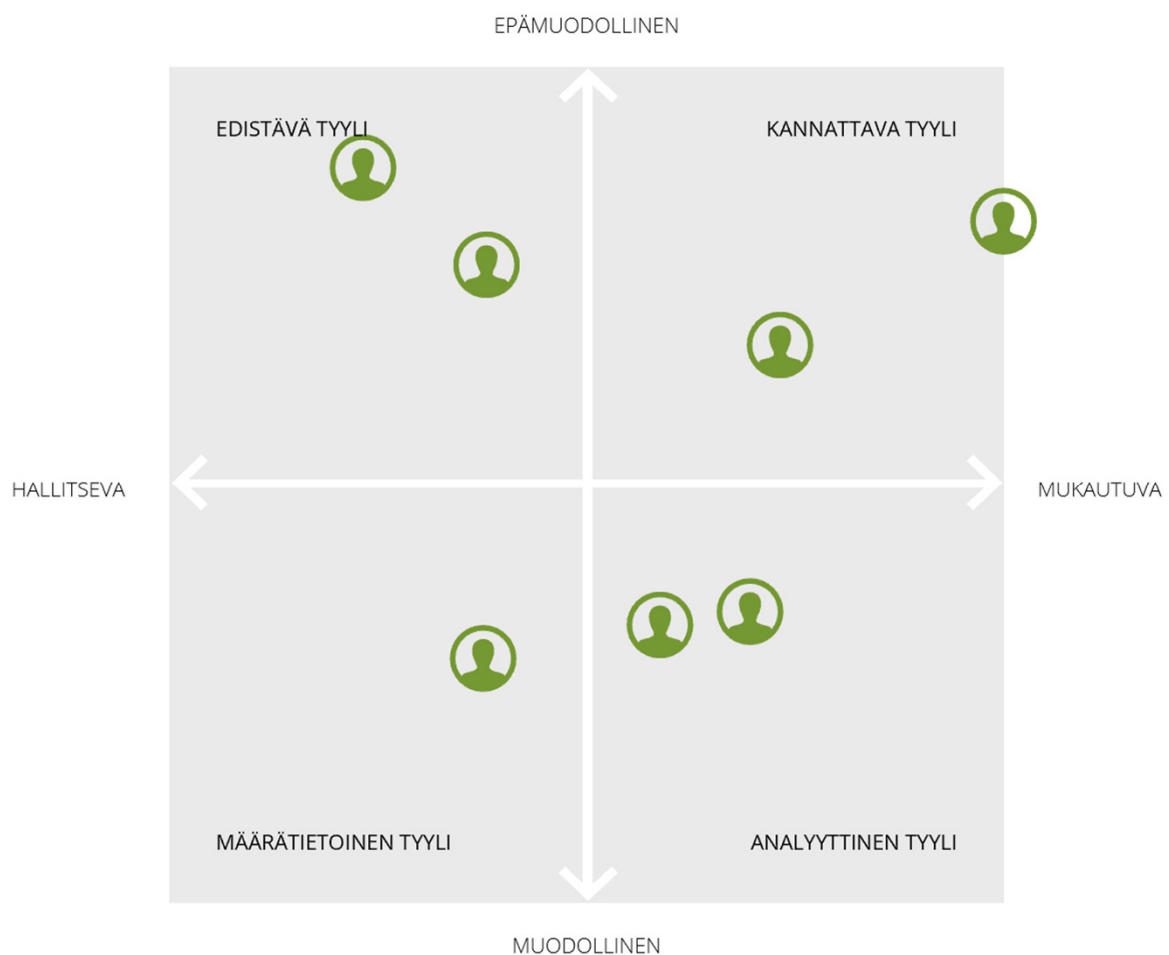 EPÄMUODOLLINEN
EDISTÄVÄ TYYLI
KANNATTAVA TYYLI
HALLITSEVA
MUKAUTUVA
MÄÄRÄTIETOINEN TYYLI
ANALYYTTINEN TYYLI
MUODOLLINEN